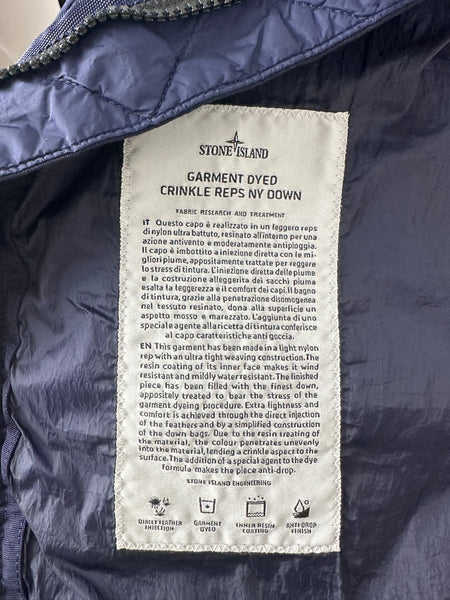 STONE ISLAND
GARMENT DYED
CRINKLE REPS NY DOWN
FABRIC RESEARCH AND TREATMENT
IT Questo capo è realizzato in un leggero reps
di nylon ultra battuto, resinato all'interno per una
azione antivento e moderatamente antipioggia.
Il capo è imbottito a iniezione diretta con le mi-
gliori piume, appositamente trattate per reggere
lo stress di tintura. L'iniezione diretta delle piume
e la costruzione alleggerita dei sacchi piuma
esalta la leggerezza e il comfort dei capi. Il bagno
di tintura, grazie alla penetrazione disomogenea
nel tessuto resinato, dona alla superficie un
aspetto mosso e marezzato. L'aggiunta di uno
speciale agente alla ricetta di tintura conferisce
al capo caratteristiche anti goccia.
EN This garment has been made in a light nylon
rep with an ultra tight weaving construction. The
resin coating of its inner face makes it wind
resistant and mildly water resistant. The finished
piece has been filled with the finest down,
appositely treated to bear the stress of the
garment dyeing procedure. Extra lightness and
comfort is achieved through the direct injection
of the feathers and by a simplified construction
of the down bags. Due to the resin treating of
the material, the colour penetrates unevenly
into the material, lending a crinkle aspect to the
surface. The addition of a special agent to the dye
formula makes the piece anti-drop.
STONE ISLAND ENGINEERING
DIRECT FEATHER INJECTION
GARMENT DYED
INNER RESIN COATING
ANTI DROP FINISH